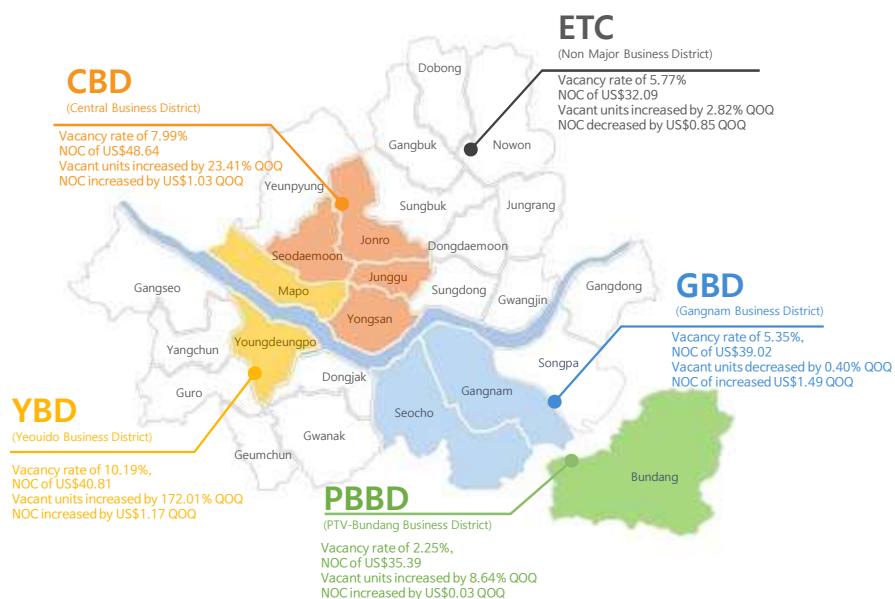 ETC
(Non Major Business District)
Vacancy rate of 5.77%
NOC of US$32.09
Vacant units increased by 2.82% QOQ
NOC decreased by US$0.85 QOQ
CBD
(Central Business District)
Vacancy rate of 7.99%
NOC of US$48.64
Vacant units increased by 23.41% QOQ
NOC increased by US$1.03 QOQ
Dobong
Gangbuk
Nowon
Yeunpyung
Sungbuk
Jungrang
Jonro
Dongdaemoon
Seodaemoon
Junggu
Sungdong
Gwangjin
Gangdong
Gangseo
Mapo
Yongsan
Yangchun
Youngdeungpo
Dongjak
Songpa
Guro
Gangnam
Seocho
Gwanak
Geumchun
Bundang
GBD
(Gangnam Business District)
Vacancy rate of 5.35%,
NOC of US$39.02
Vacant units decreased by 0.40% QOQ
NOC of increased US$1.49 QOQ
YBD
(Yeouido Business District)
Vacancy rate of 10.19%,
NOC of US$40.81
Vacant units increased by 172.01% QOQ
NOC increased by US$1.17 QOQ
PBBD
(PTV-Bundang Business District)
Vacancy rate of 2.25%,
NOC of US$35.39
Vacant units increased by 8.64% QOQ
NOC increased by US$0.03 QOQ